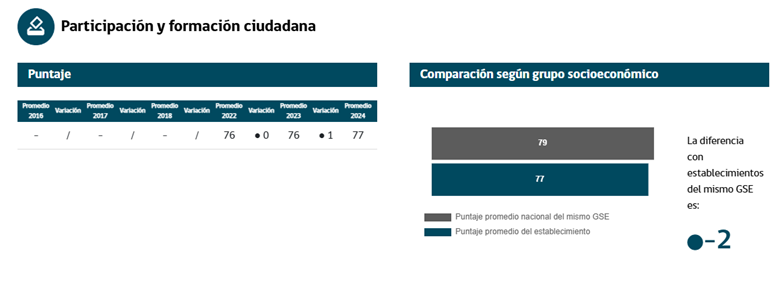 Participación y formación ciudadana
Puntaje
Promedio 2016 Variación Promedio 2017 Variación Promedio 2018 Variación Promedio 2022 Variación Promedio 2023 Variación Promedio 2024
- / - / - / 76 ● 0 76 ● 1 77
Comparación según grupo socioeconómico
79
77
Puntaje promedio nacional del mismo GSE
Puntaje promedio del establecimiento
La diferencia
con
establecimientos
del mismo GSE
es:
●-2